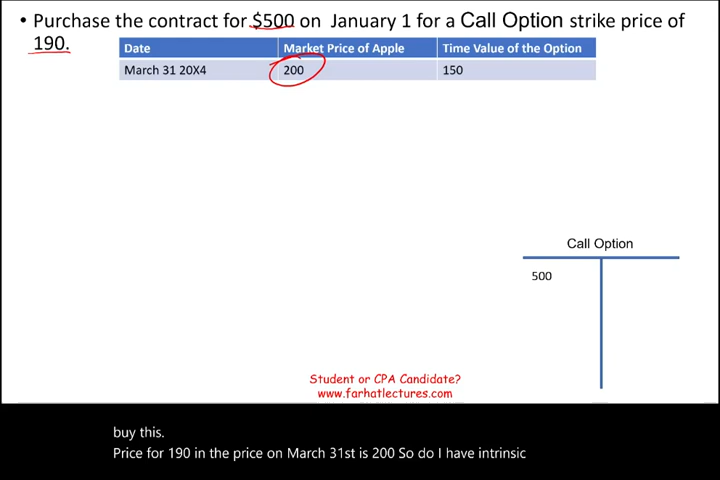 • Purchase the contract for $500 on January 1 for a Call Option strike price of
190.
Date Market Price of Apple Time Value of the Option
March 31 20X4 200 150
Call Option
500
Student or CPA Candidate?
www.farhatlectures.com
buy this.
Price for 190 in the price on March 31st is 200 So do I have intrinsic